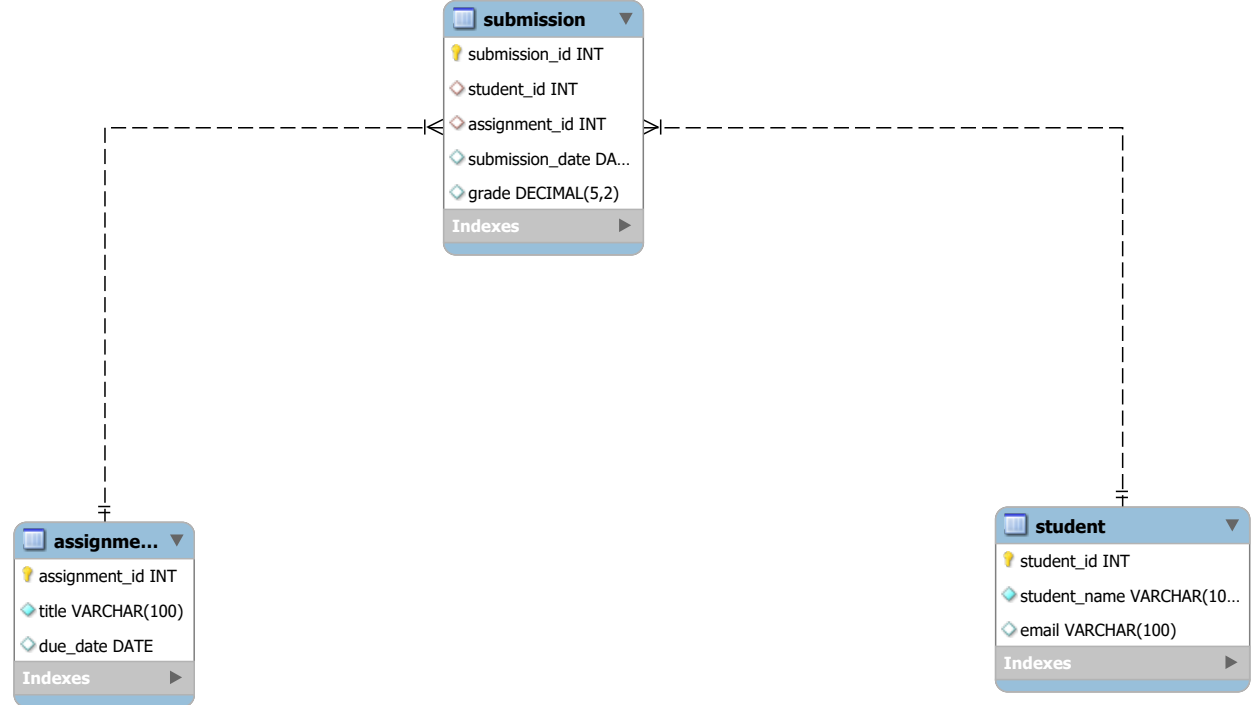 submission
submission_id INT
student_id INT
assignment_id INT
submission_date DA...
grade DECIMAL(5,2)
Indexes
assignme...
assignment_id INT
title VARCHAR(100)
due_date DATE
Indexes
student
student_id INT
student_name VARCHAR(10...
email VARCHAR(100)
Indexes